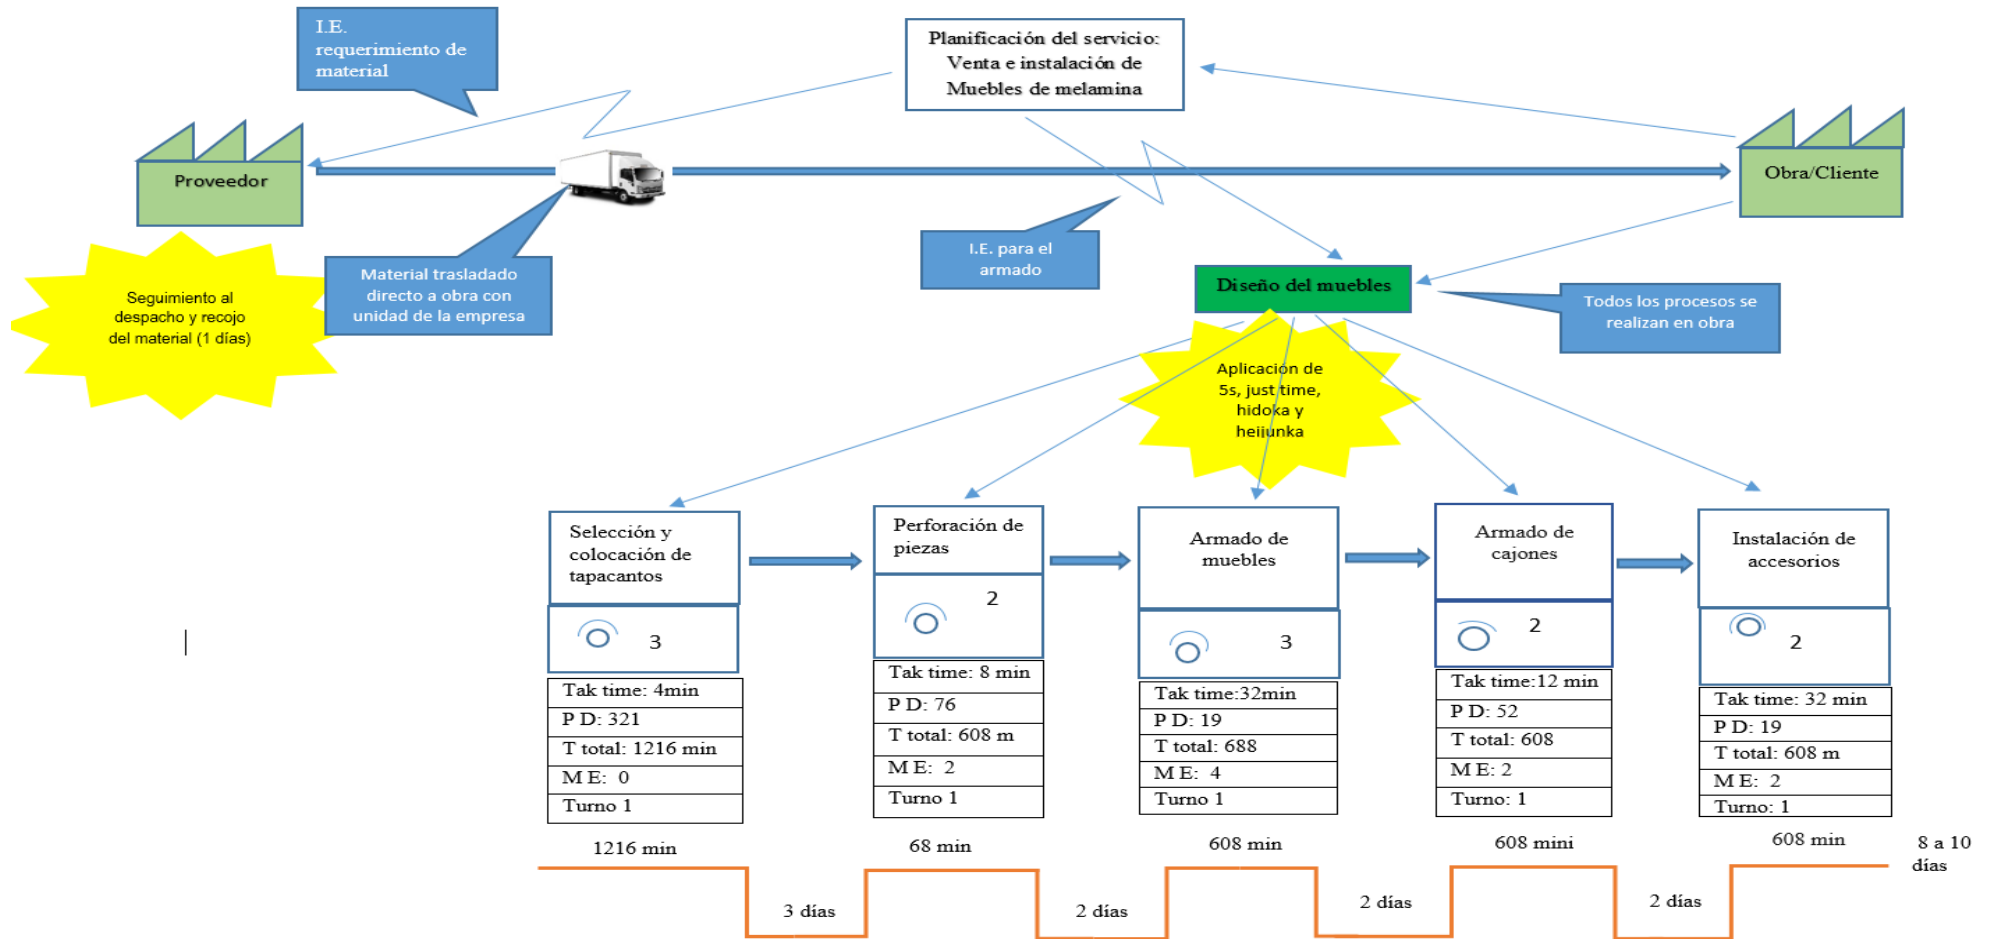 I.E.
requerimiento de
material
Planificación del servicio:
Venta e instalación de
Muebles de melamina
Proveedor
Obra/Cliente
Seguimiento al
despacho y recojo
del material (1 días)
Material trasladado
directo a obra con
unidad de la empresa
I.E. para el
armado
Diseño del muebles
Todos los procesos se
realizan en obra
Aplicación de
5s, just time,
hidoka y
heijunka
Selección y
colocación de
tapacantos
3
Tak time: 4min
P D: 321
T total: 1216 min
M E: 0
Turno 1
Perforación de
piezas
2
Tak time: 8 min
P D: 76
T total: 608 m
M E: 2
Turno 1
Armado de
muebles
3
Tak time:32min
P D: 19
T total: 688
M E: 4
Turno 1
Armado de
cajones
2
Tak time:12 min
P D: 52
T total: 608
M E: 2
Turno: 1
Instalación de
accesorios
2
Tak time: 32 min
P D: 19
T total: 608 m
M E: 2
Turno: 1
1216 min
68 min
608 min
608 mini
608 min
8 a 10
días
3 días
2 días
2 días
2 días